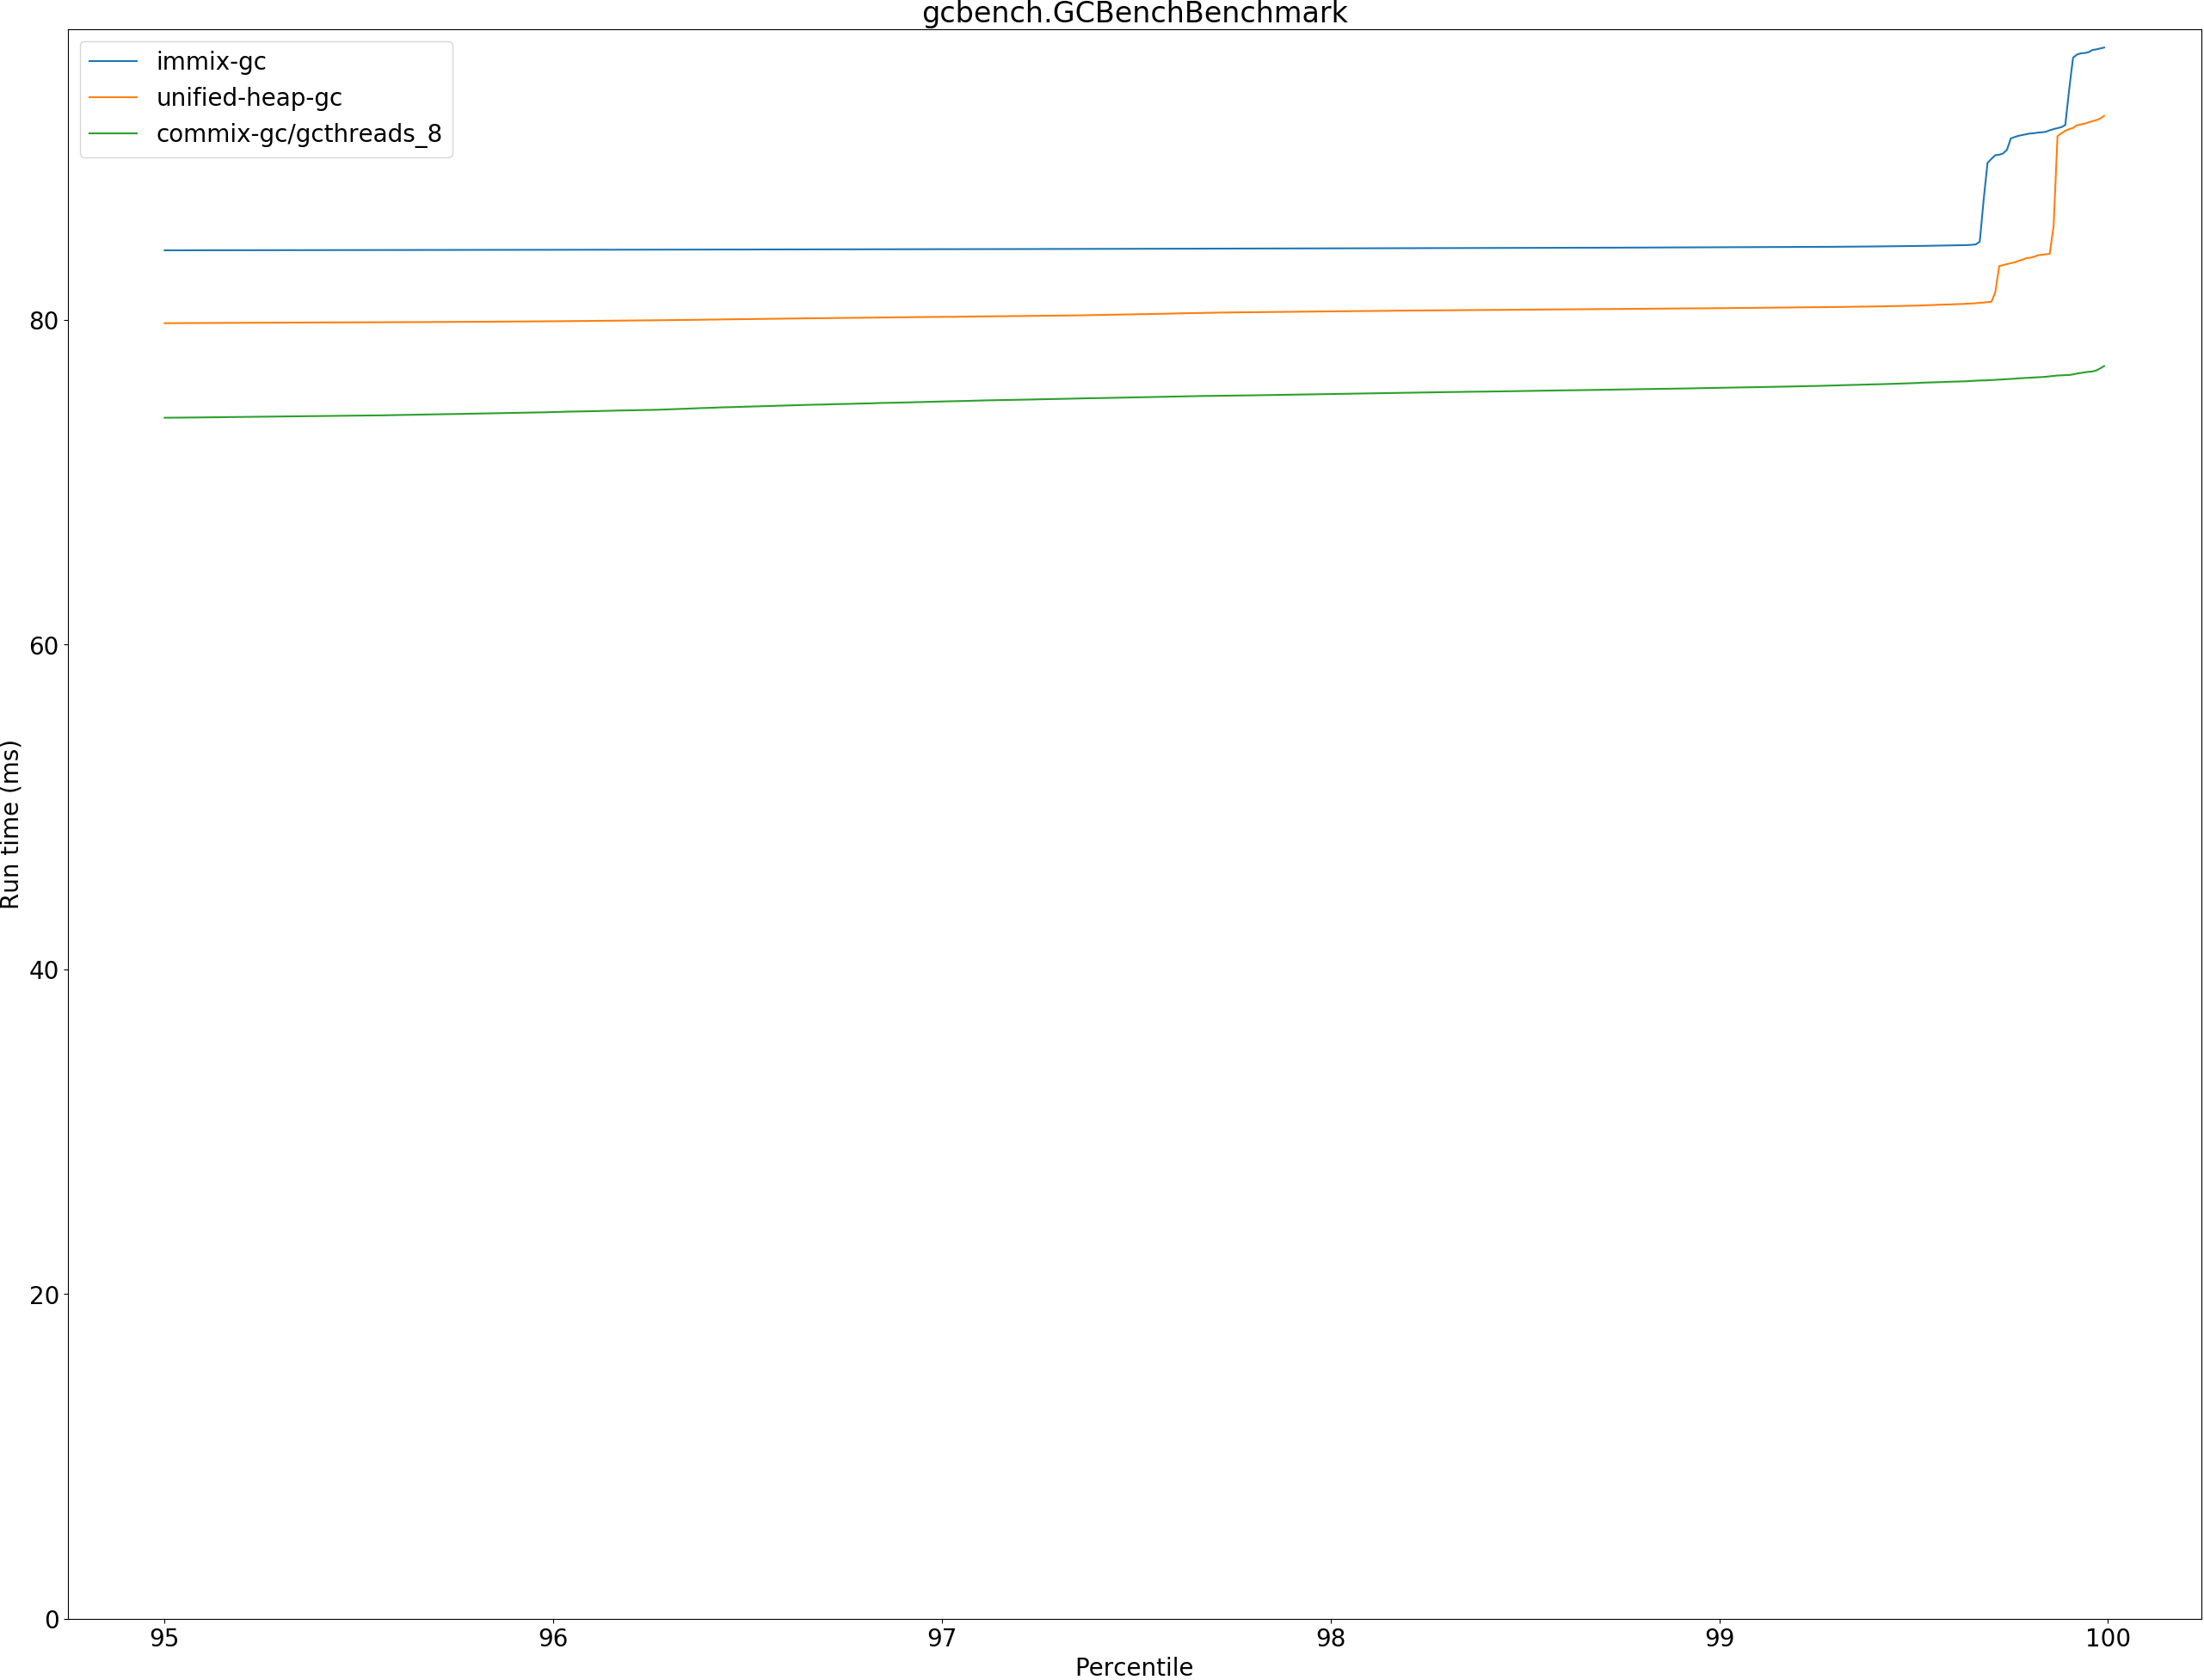 gcbench.GCBenchBenchmark
immix-gc
unified-heap-gc
commix-gc/gcthreads_8
80
60
40
20
0
Run time (ms)
95 96 97 98 99 100
Percentile